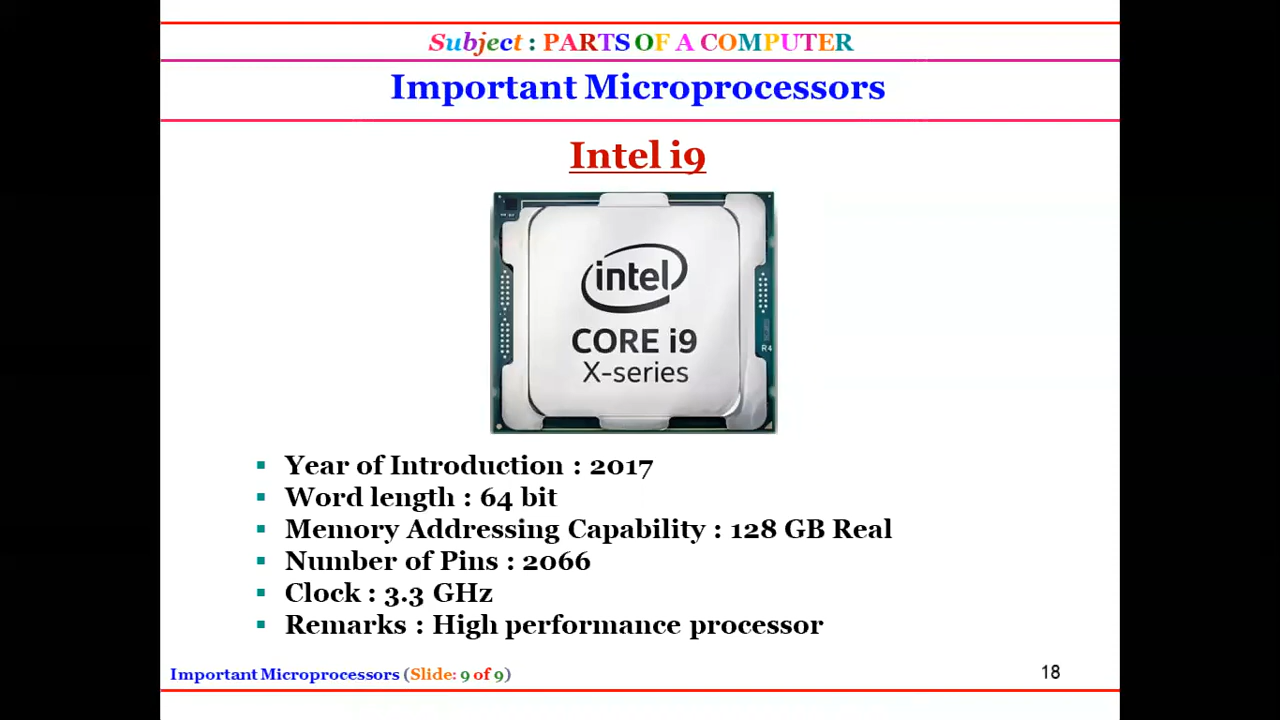 Subject : PARTS OF A COMPUTER
Important Microprocessors
Intel i9
intel
CORE i9
X-series
R4
▪ Year of Introduction : 2017
▪ Word length : 64 bit
▪ Memory Addressing Capability : 128 GB Real
▪ Number of Pins : 2066
▪ Clock : 3.3 GHz
▪ Remarks : High performance processor
Important Microprocessors (Slide: 9 of 9)
18